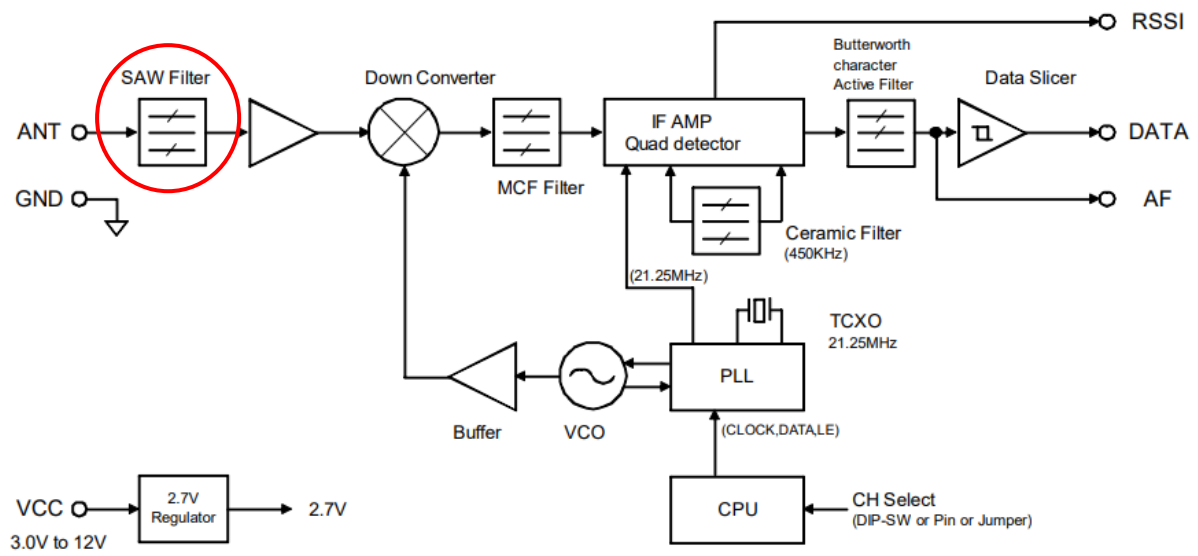 RSSI
Butterworth
character
Active Filter
SAW Filter
Down Converter
Data Slicer
ANT
IF AMP
Quad detector
DATA
MCF Filter
GND
AF
Ceramic Filter
(450KHz)
(21.25MHz)
TCXO
21.25MHz
PLL
Buffer
VCO
(CLOCK,DATA,LE)
VCC
2.7V
Regulator
2.7V
CPU
CH Select
(DIP-SW or Pin or Jumper)
3.0V to 12V